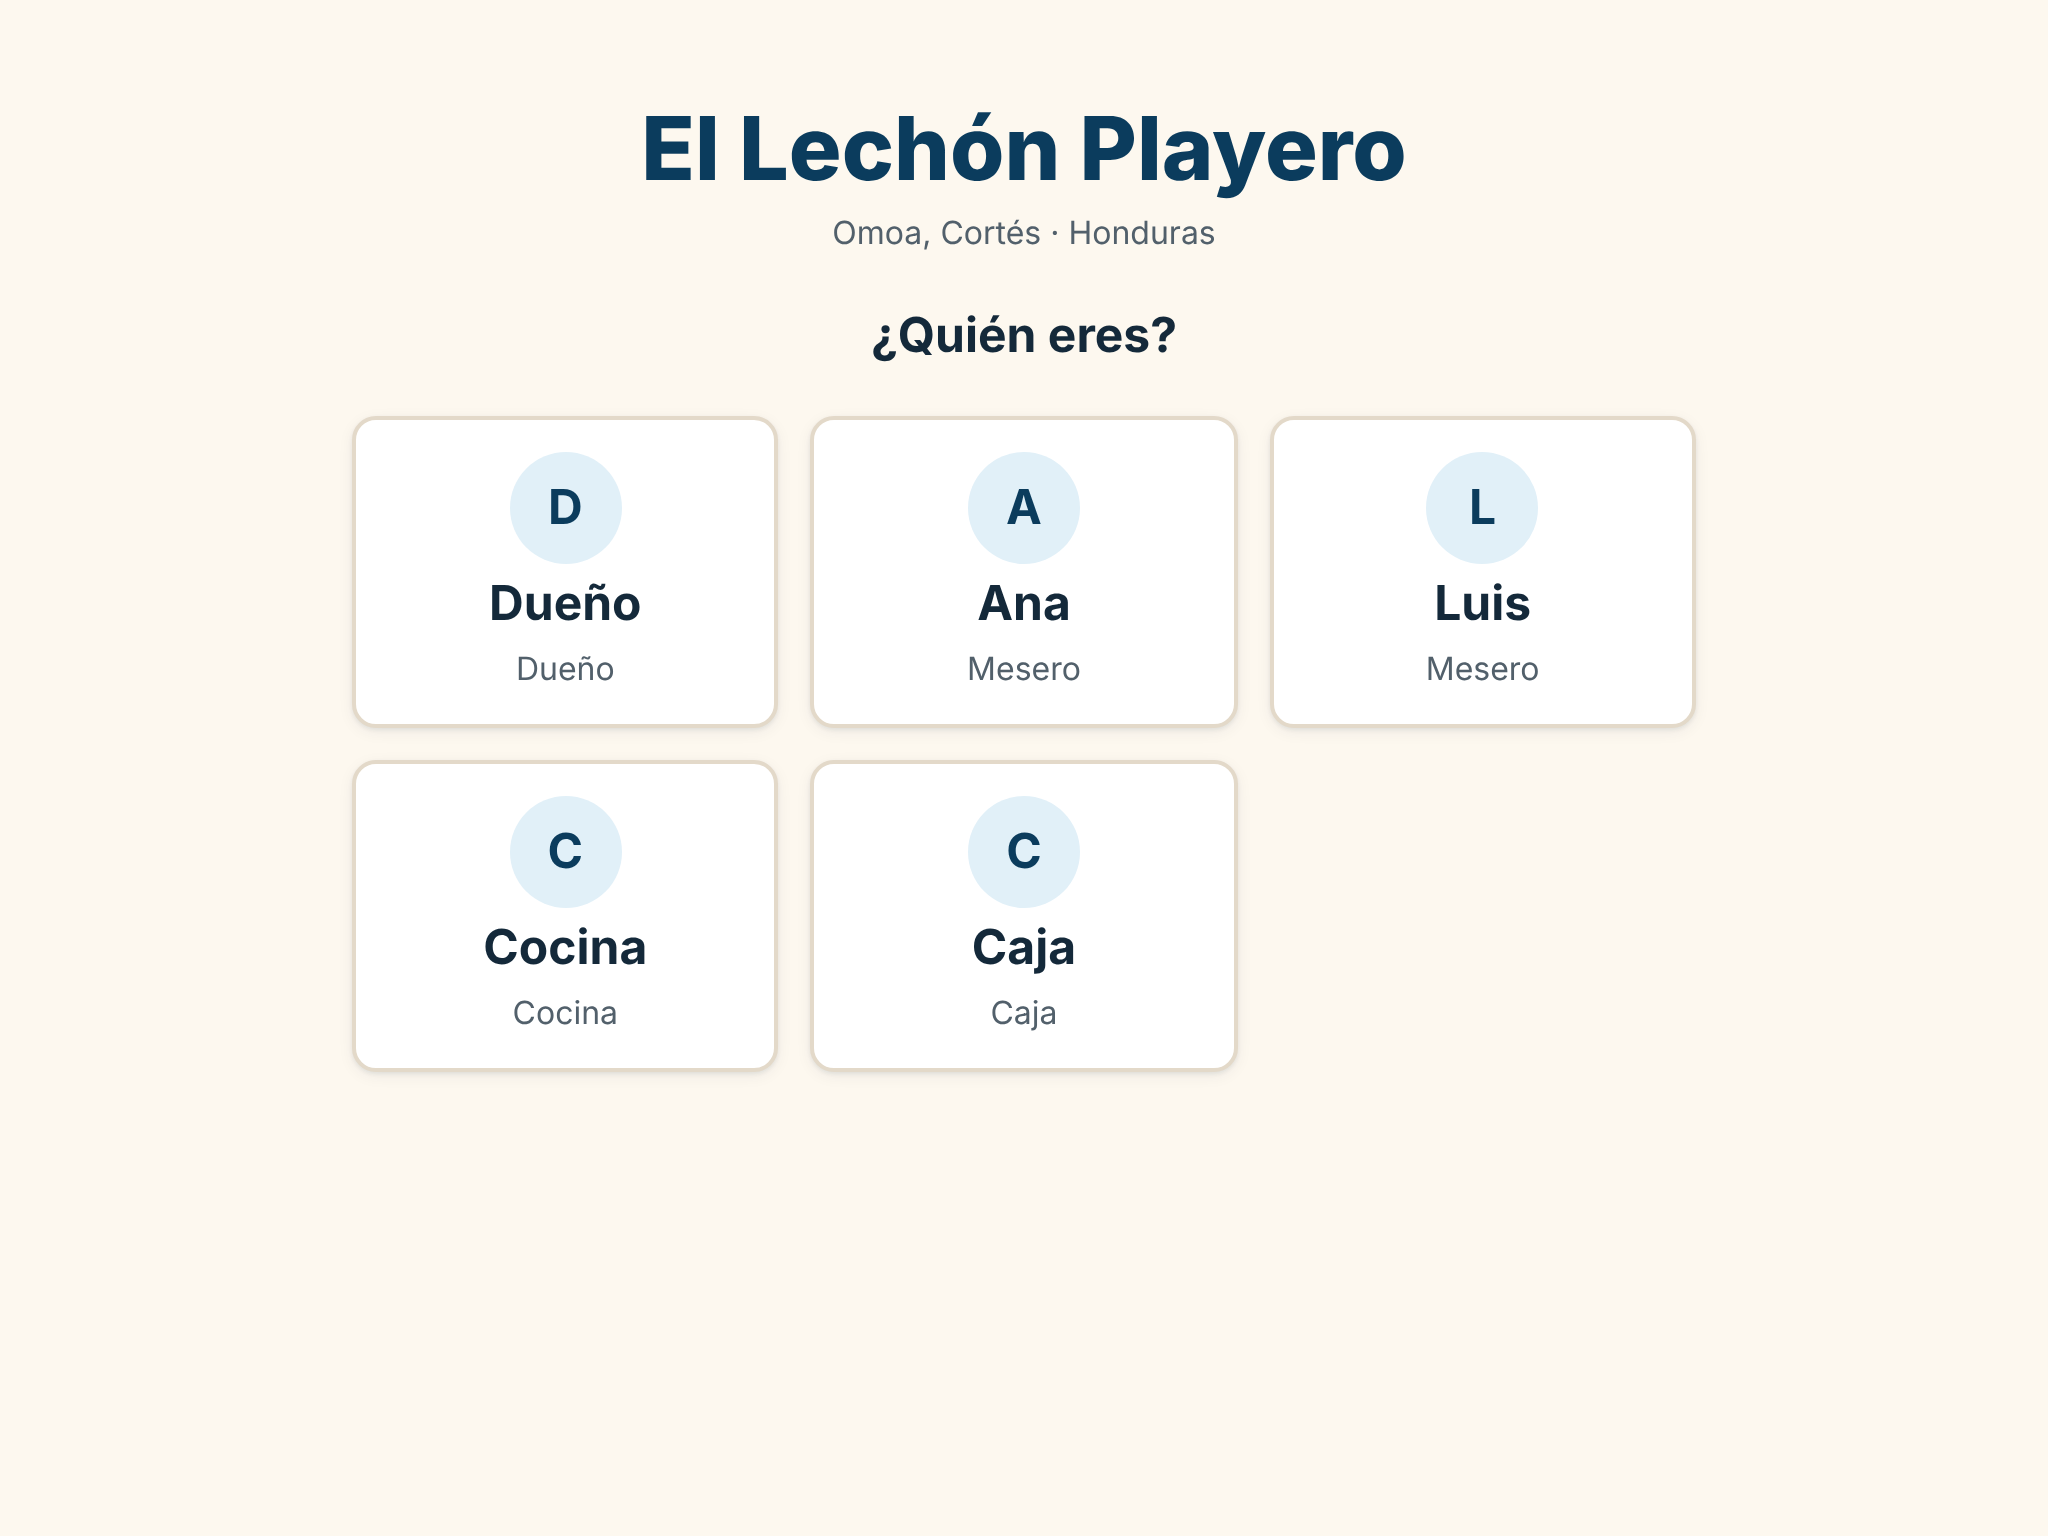 El Lechón Playero
Omoa, Cortés · Honduras
¿Quién eres?
D
Dueño
Dueño
A
Ana
Mesero
L
Luis
Mesero
C
Cocina
Cocina
C
Caja
Caja